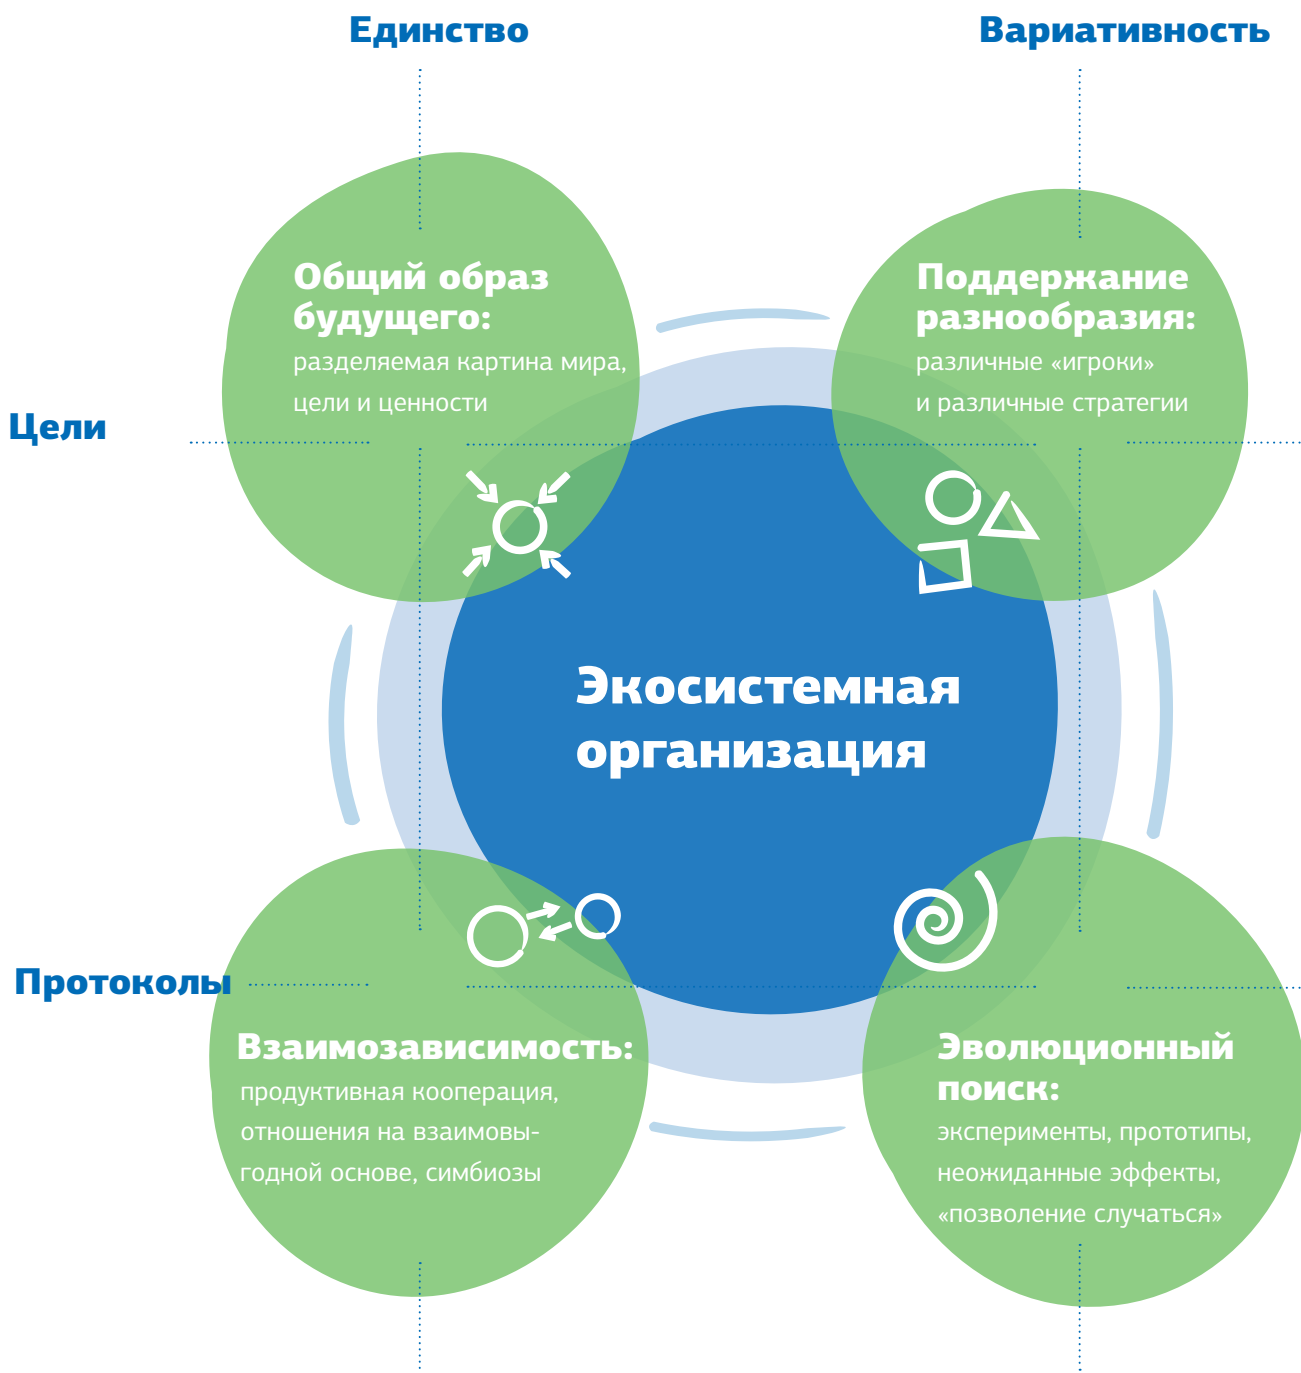 Единство
Вариативность
Общий образ
будущего:
разделяемая картина мира,
цели и ценности
Поддержание
разнообразия:
различные «игроки»
и различные стратегии
Цели
Экосистемная
организация
Протоколы
Взаимозависимость:
продуктивная кооперация,
отношения на взаимовы-
годной основе, симбиозы
Эволюционный
поиск:
эксперименты, прототипы,
неожиданные эффекты,
«позволение случаться»